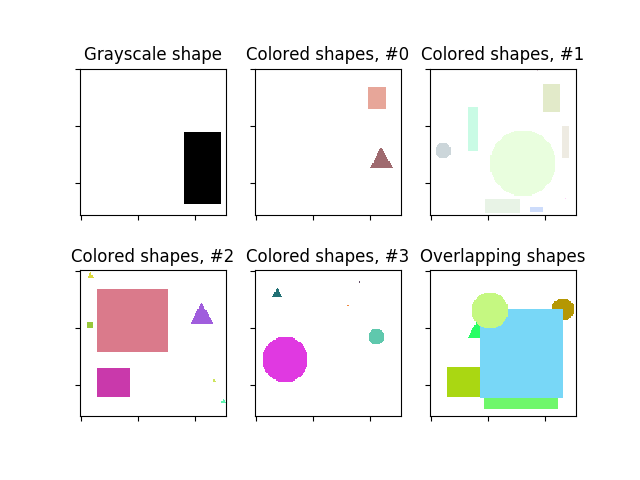 Grayscale shape
Colored shapes, #0
Colored shapes, #1
Colored shapes, #2
Colored shapes, #3
Overlapping shapes